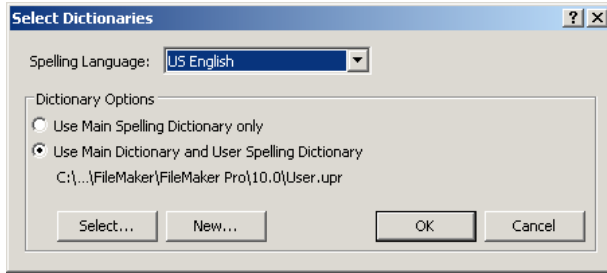 Select Dictionaries
Spelling Language: US English
Dictionary Options
Use Main Spelling Dictionary only
Use Main Dictionary and User Spelling Dictionary
C:\...\FileMaker\FileMaker Pro\10.0\User.upr
Select... New... OK Cancel